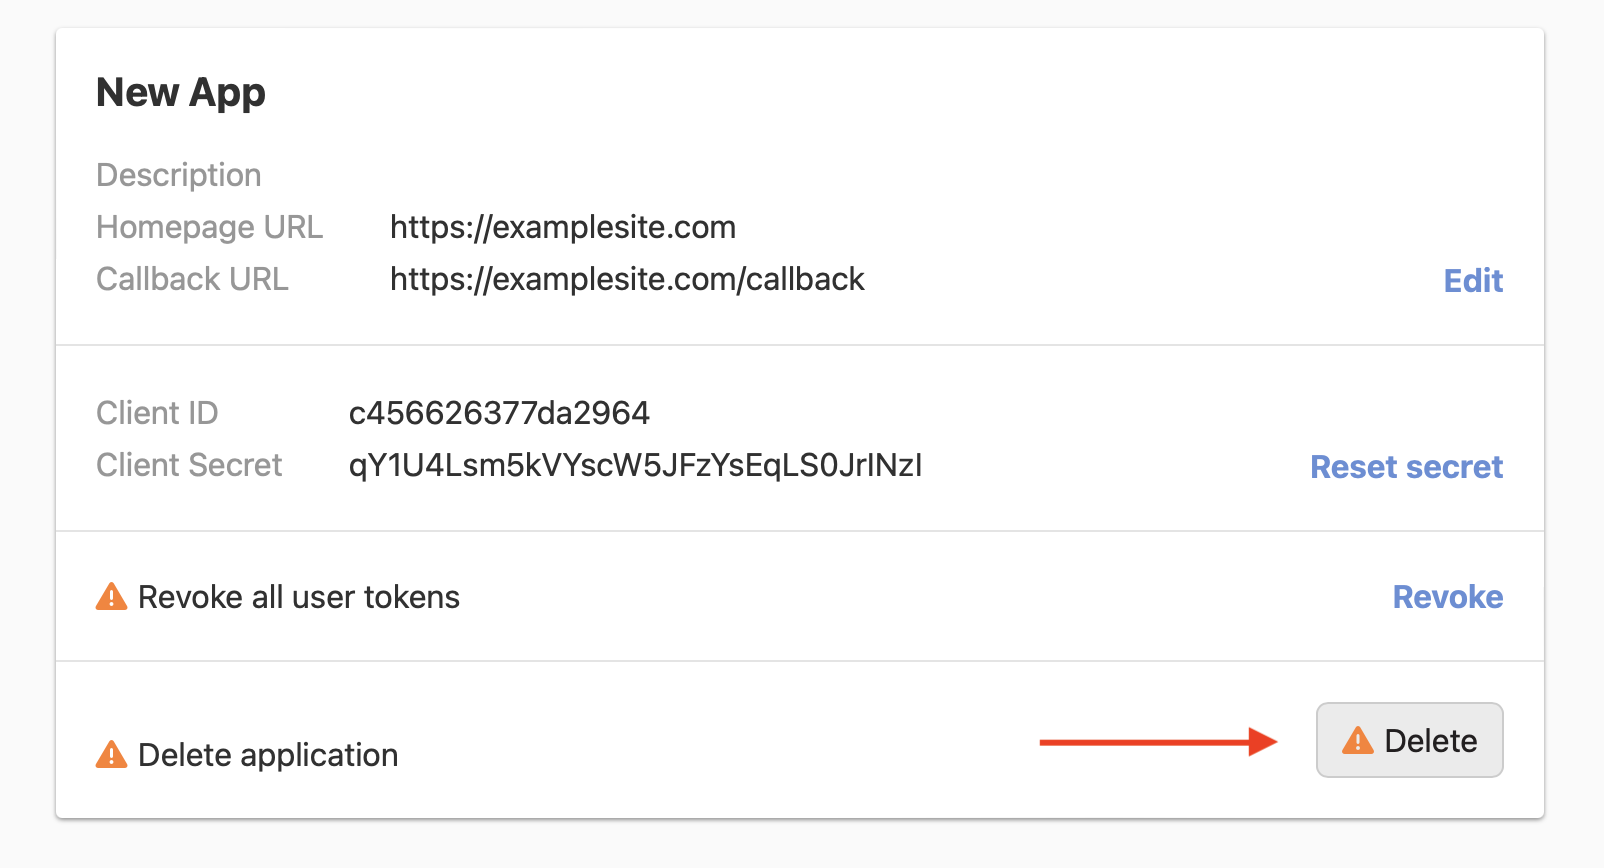 New App
Description
Homepage URL https://examplesite.com
Callback URL https://examplesite.com/callback
Edit
Client ID c456626377da2964
Client Secret qY1U4Lsm5kVYscW5JFzYsEqLS0JrINzI
Reset secret
Revoke all user tokens Revoke
Delete application Delete